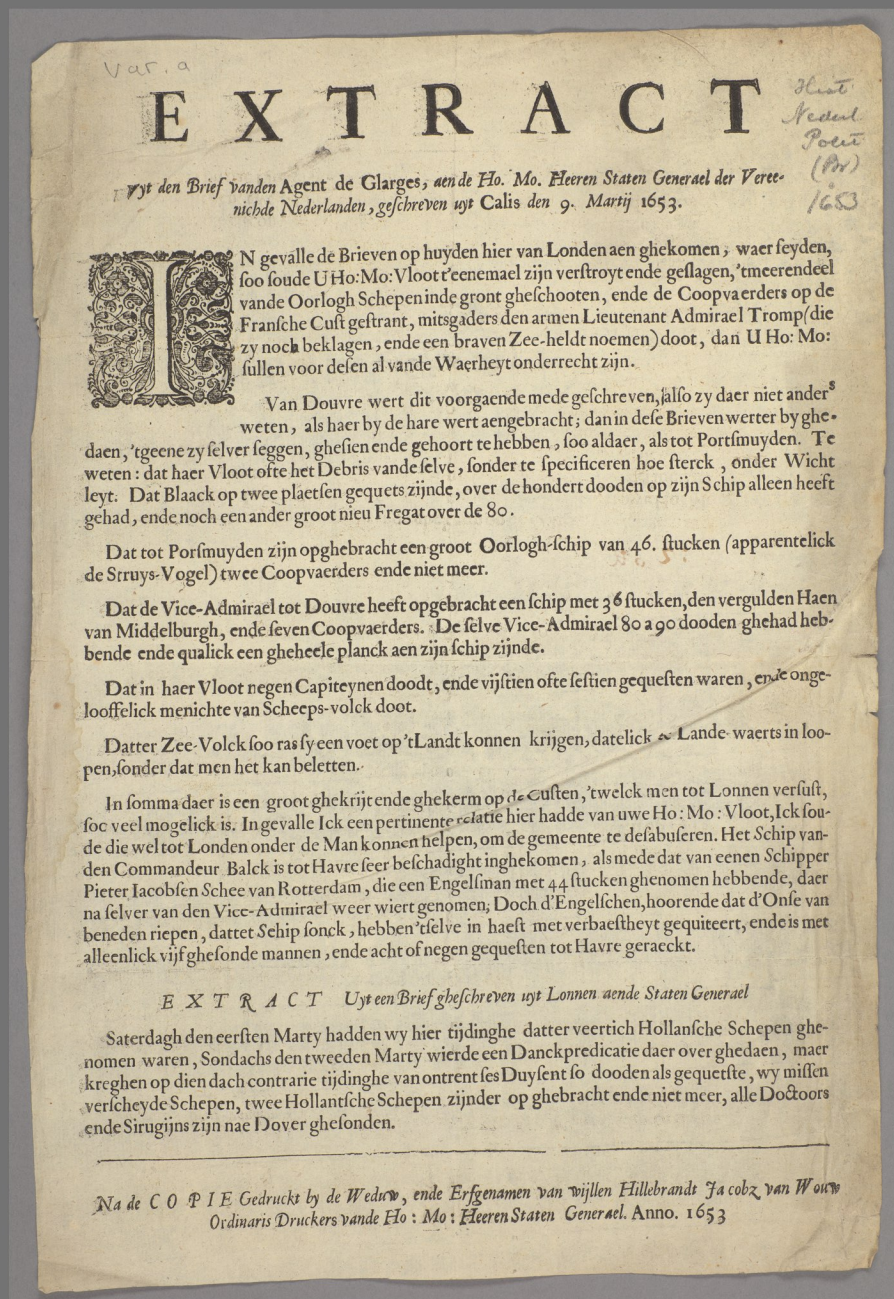 Var. a
EXTRACT
Hist
Nederl
Polit
(Br)
1653
uyt den Brief vanden Agent de Glarges, aende Ho. Mo. Heeren Staten Generael der Veree-
nichde Nederlanden, geſchreven uyt Calis den 9. Martij 1653.
IN gevalle de Brieven op huyden hier van Londen aen ghekomen, waer ſeyden,
ſoo ſoude U Ho: Mo: Vloot t'eenemael zijn verſtroyt ende geſlagen, 'tmeerendeel
vande Oorlogh Schepen inde gront gheſchooten, ende de Coopvaerders op de
Franſche Cuſt geſtrant, mitsgaders den armen Lieutenant Admirael Tromp (die
zy noch beklagen, ende een braven Zee-heldt noemen) doot, dan U Ho: Mo:
ſullen voor deſen al vande Waerheyt onderrecht zijn.
Van Douvre wert dit voorgaende mede geſchreven, alſo zy daer niet anders
weten, als haer by de hare wert aengebracht; dan in deſe Brieven werter by ghe-
daen, 'tgeene zy ſelver ſeggen, gheſien ende gehoort te hebben, ſoo aldaer, als tot Portſmuyden. Te
weten: dat haer Vloot ofte het Debris vande ſelve, ſonder te ſpecificeren hoe ſterck, onder Wicht
leyt. Dat Blaack op twee plaetſen gequets zijnde, over de hondert dooden op zijn Schip alleen heeft
gehad, ende noch een ander groot nieu Fregat over de 80.
Dat tot Porſmuyden zijn opghebracht een groot Oorlogh-ſchip van 46. ſtucken (apparentelick
de Struys-Vogel) twee Coopvaerders ende niet meer.
Dat de Vice-Admirael tot Douvre heeft opgebracht een ſchip met 36 ſtucken, den vergulden Haen
van Middelburgh, ende ſeven Coopvaerders. De ſelve Vice-Admirael 80 a 90 dooden ghehad heb-
bende ende qualick een gheheele planck aen zijn ſchip zijnde.
Dat in haer Vloot negen Capiteynen doodt, ende vijſtien ofte ſeſtien gequeſten waren, ende onge-
looffelick menichte van Scheeps-volck doot.
Datter Zee-Volck ſoo ras ſy een voet op 'tLandt konnen krijgen, datelick te Lande-waerts in loo-
pen, ſonder dat men het kan beletten.
In ſomma daer is een groot ghekrijt ende ghekerm op de Cuſten, 'twelck men tot Lonnen verſuſt,
ſoo veel mogelick is. In gevalle Ick een pertinente relatie hier hadde van uwe Ho: Mo: Vloot, Ick ſou-
de die wel tot Londen onder de Man konnen helpen, om de gemeente te deſabuſeren. Het Schip van-
den Commandeur Balck is tot Havre ſeer beſchadight inghekomen, als mede dat van eenen Schipper
Pieter Iacobſen Schee van Rotterdam, die een Engelſman met 44 ſtucken ghenomen hebbende, daer
na ſelver van den Vice-Admirael weer wiert genomen; Doch d'Engelſchen, hoorende dat d'Onſe van
beneden riepen, dattet Schip ſonck, hebben 'tſelve in haeſt met verbaeſtheyt gequiteert, ende is met
alleenlick vijf gheſonde mannen, ende acht of negen gequeſten tot Havre geraeckt.
EXTRACT Uyt een Brief gheſchreven uyt Lonnen aende Staten Generael
Saterdagh den eerſten Marty hadden wy hier tijdinghe datter veertich Hollanſche Schepen ghe-
nomen waren, Sondachs den tweeden Marty wierde een Danckpredicatie daer over ghedaen, maer
kreghen op dien dach contrarie tijdinghe van ontrent ſes Duyſent ſo dooden als gequetſte, wy miſſen
verſcheyde Schepen, twee Hollantſche Schepen zijnder op ghebracht ende niet meer, alle Doctoors
ende Sirugijns zijn nae Dover gheſonden.
Na de COPIE Gedruckt by de Weduw, ende Erfgenamen van wijllen Hillebrandt Jacobz van Wouw
Ordinaris Druckers vande Ho: Mo: Heeren Staten Generael. Anno. 1653